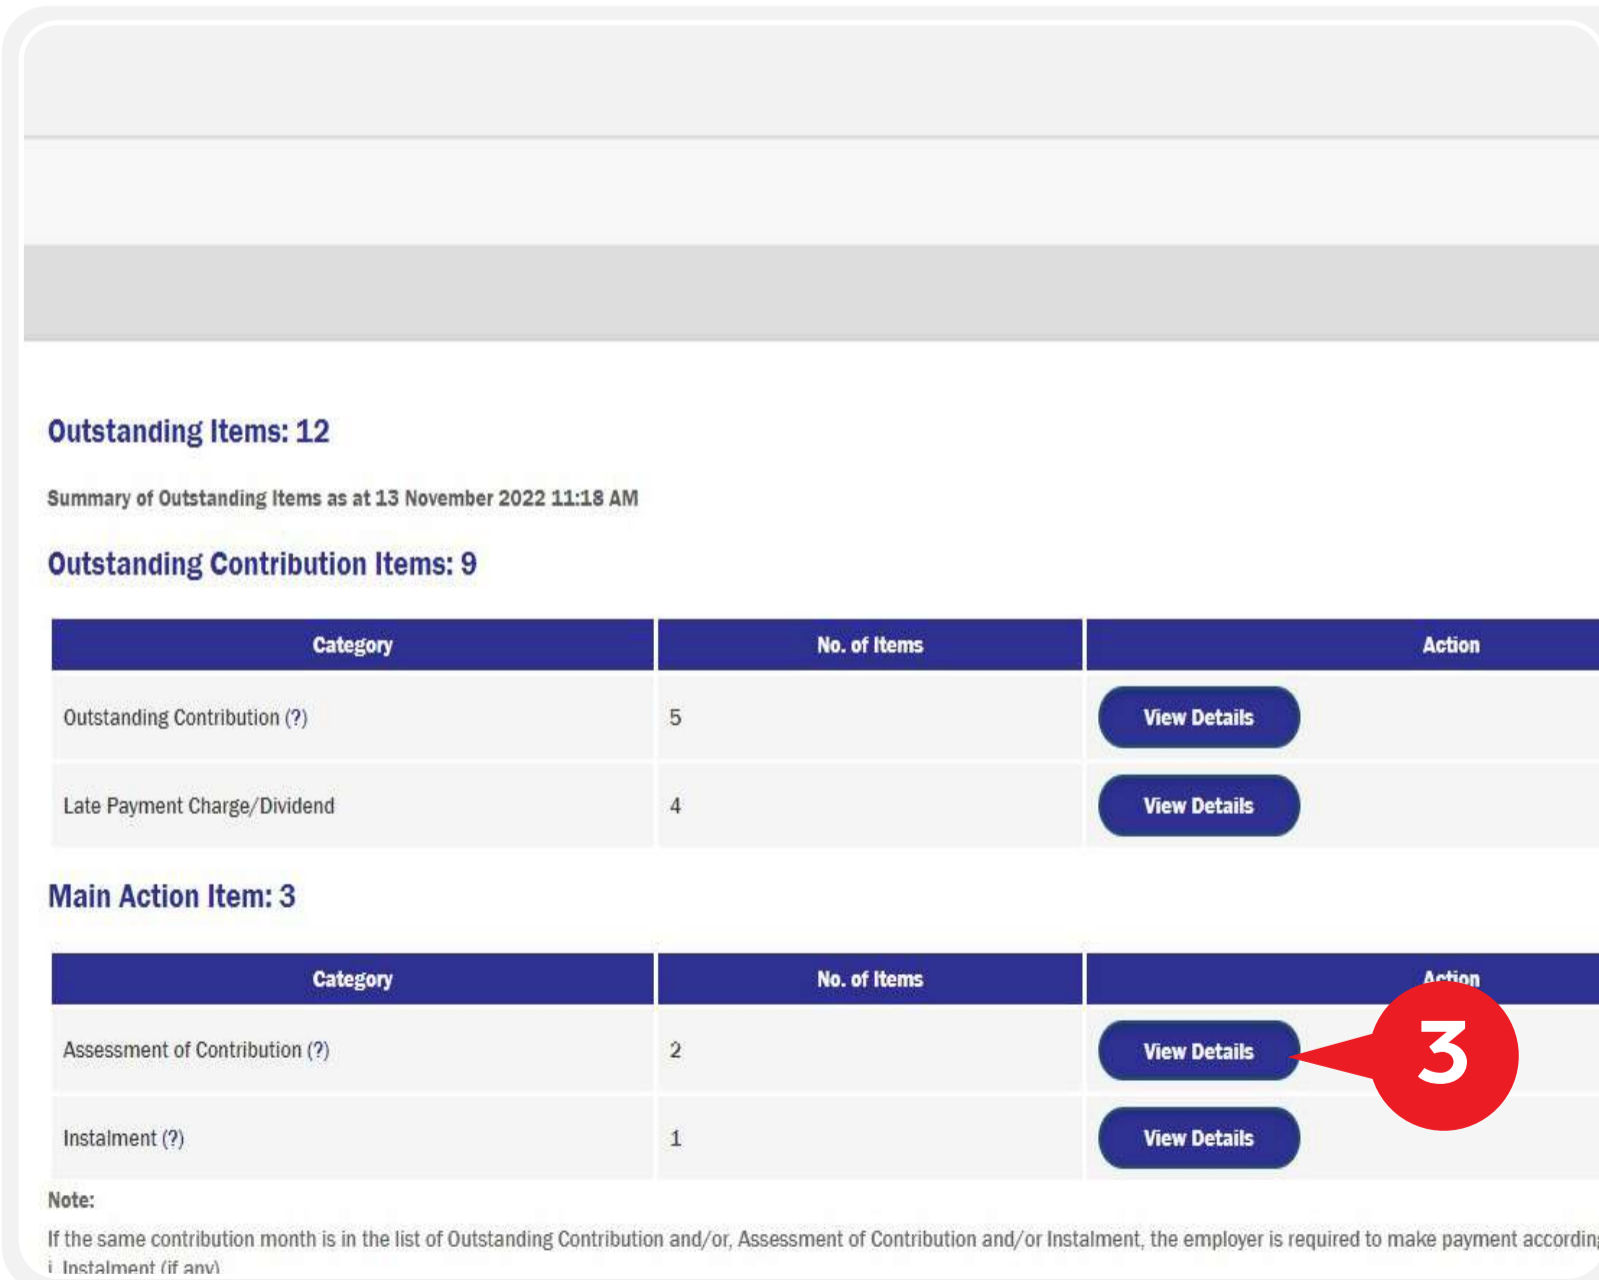 Outstanding Items: 12
Summary of Outstanding Items as at 13 November 2022 11:18 AM
Outstanding Contribution Items: 9
Category No. of Items Action
Outstanding Contribution (?) 5 View Details
Late Payment Charge/Dividend 4 View Details
Main Action Item: 3
Category No. of Items Action
Assessment of Contribution (?) 2 View Details 3
Instalment (?) 1 View Details
Note:
If the same contribution month is in the list of Outstanding Contribution and/or, Assessment of Contribution and/or Instalment, the employer is required to make payment according
i. Instalment (if any)